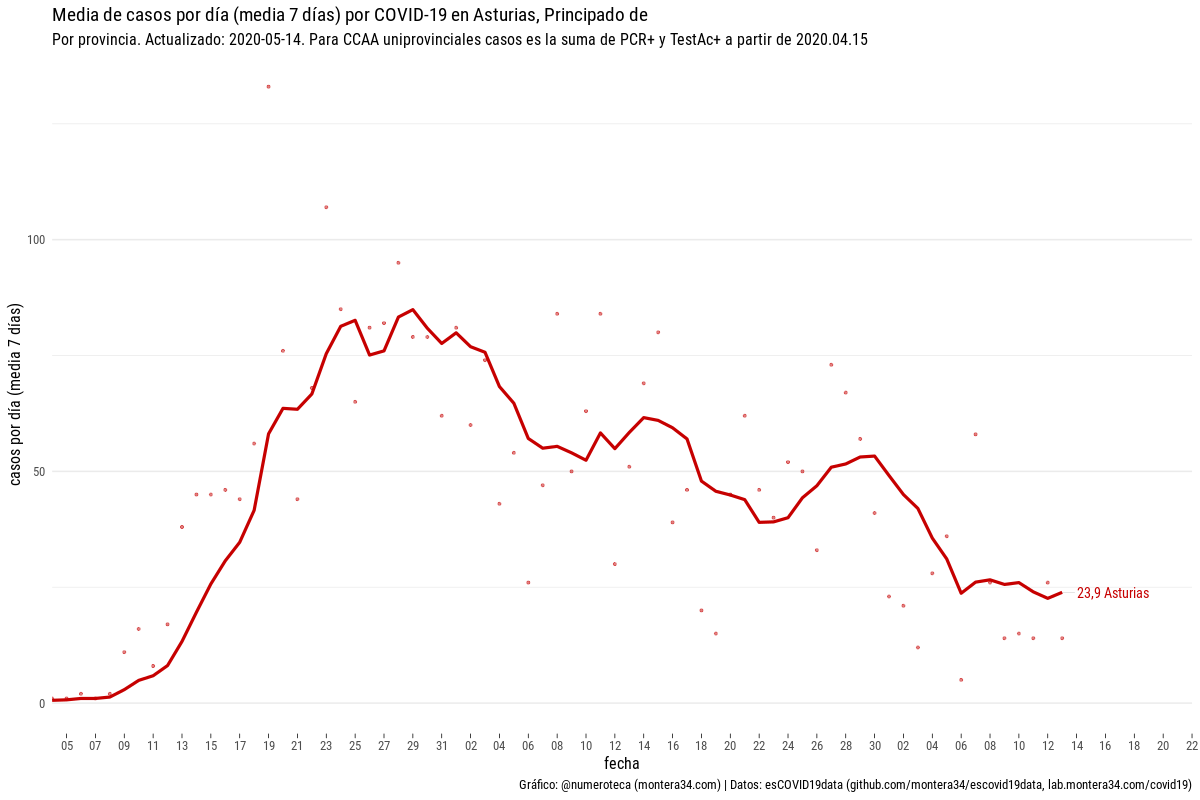 Media de casos por día (media 7 días) por COVID-19 en Asturias, Principado de
Por provincia. Actualizado: 2020-05-14. Para CCAA uniprovinciales casos es la suma de PCR+ y TestAc+ a partir de 2020.04.15
casos por día (media 7 días)
100
50
0
23,9 Asturias
05 07 09 11 13 15 17 19 21 23 25 27 29 31 02 04 06 08 10 12 14 16 18 20 22 24 26 28 30 02 04 06 08 10 12 14 16 18 20 22
fecha
Gráfico: @numeroteca (montera34.com) | Datos: esCOVID19data (github.com/montera34/escovid19data, lab.montera34.com/covid19)